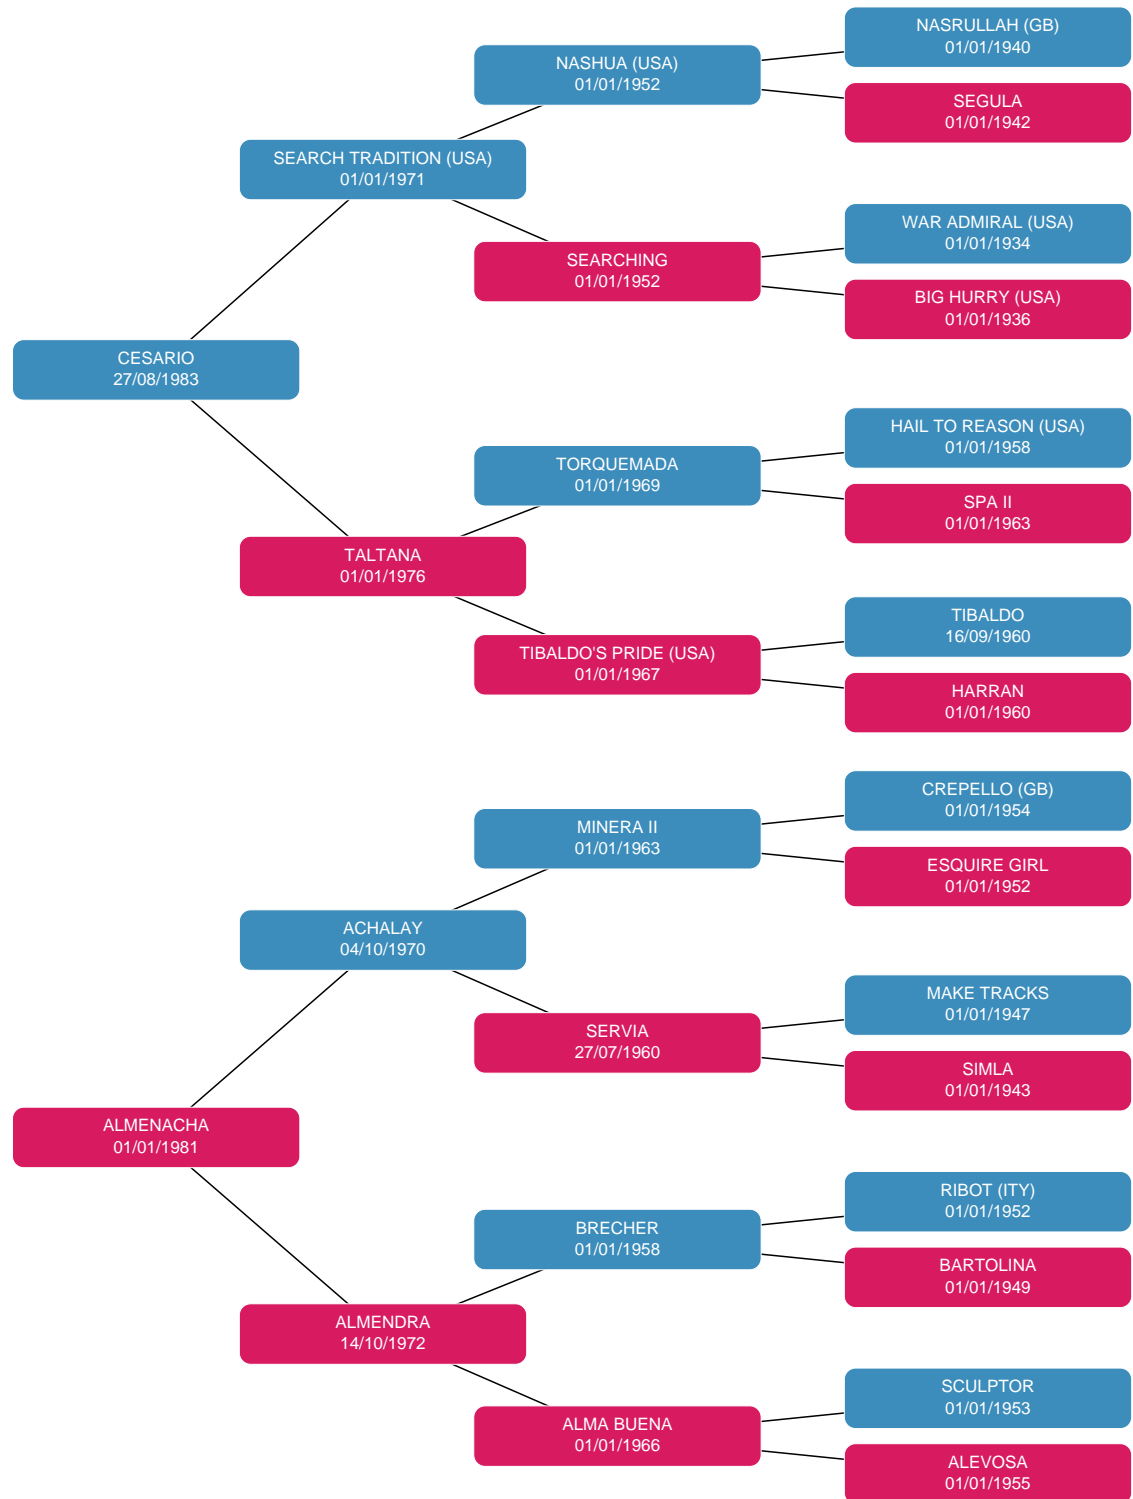 NASRULLAH (GB)
01/01/1940
NASHUA (USA)
01/01/1952
SEGULA
01/01/1942
SEARCH TRADITION (USA)
01/01/1971
WAR ADMIRAL (USA)
01/01/1934
SEARCHING
01/01/1952
BIG HURRY (USA)
01/01/1936
CESARIO
27/08/1983
HAIL TO REASON (USA)
01/01/1958
TORQUEMADA
01/01/1969
SPA II
01/01/1963
TALTANA
01/01/1976
TIBALDO
16/09/1960
TIBALDO'S PRIDE (USA)
01/01/1967
HARRAN
01/01/1960
CREPELLO (GB)
01/01/1954
MINERA II
01/01/1963
ESQUIRE GIRL
01/01/1952
ACHALAY
04/10/1970
MAKE TRACKS
01/01/1947
SERVIA
27/07/1960
SIMLA
01/01/1943
ALMENACHA
01/01/1981
RIBOT (ITY)
01/01/1952
BRECHER
01/01/1958
BARTOLINA
01/01/1949
ALMENDRA
14/10/1972
SCULPTOR
01/01/1953
ALMA BUENA
01/01/1966
ALEVOSA
01/01/1955